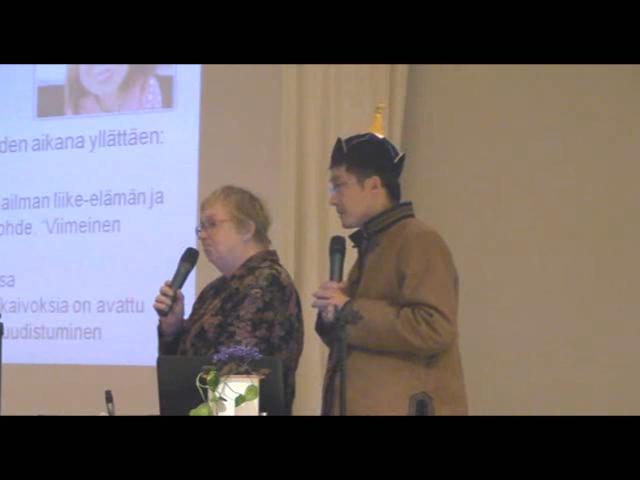 den aikana yllättäen:
ailman liike-elämän ja
ohde. "Viimeinen
sa
kaivoksia on avattu
uudistuminen